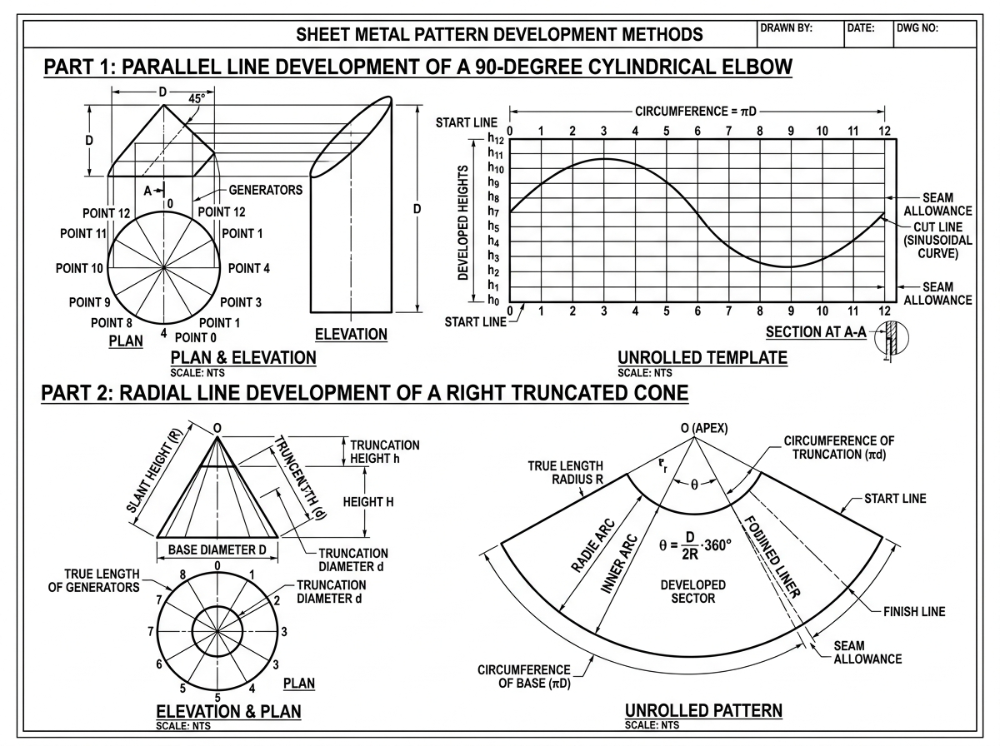 SHEET METAL PATTERN DEVELOPMENT METHODS
DRAWN BY:
DATE:
DWG NO:
PART 1: PARALLEL LINE DEVELOPMENT OF A 90-DEGREE CYLINDRICAL ELBOW
D
45°
D
A
GENERATORS
0
POINT 12
POINT 12
POINT 11
POINT 1
POINT 10
POINT 4
POINT 9
POINT 3
POINT 8
POINT 1
4
POINT 0
PLAN
D
ELEVATION
PLAN & ELEVATION
SCALE: NTS
CIRCUMFERENCE = πD
START LINE
0 1 2 3 4 5 6 7 8 9 10 11 12
DEVELOPED HEIGHTS
h12
h11
h10
h9
h8
h7
h5
h4
h3
h2
h1
h0
0 1 2 3 4 5 6 7 8 9 10 11 12
START LINE
SEAM
ALLOWANCE
CUT LINE
(SINUSOIDAL
CURVE)
SEAM
ALLOWANCE
SECTION AT A-A
UNROLLED TEMPLATE
SCALE: NTS
PART 2: RADIAL LINE DEVELOPMENT OF A RIGHT TRUNCATED CONE
O
SLANT HEIGHT (R)
TRUNCATION
HEIGHT h
HEIGHT H
BASE DIAMETER D
TRUNCATION
DIAMETER d
TRUE LENGTH
OF GENERATORS
TRUNCATION
DIAMETER d
0
8 1
7 2
7 3
6 3
5 4
5
PLAN
ELEVATION & PLAN
SCALE: NTS
O (APEX)
CIRCUMFERENCE OF
TRUNCATION (πd)
TRUE LENGTH
RADIUS R
θ
START LINE
RADIE ARC
INNER ARC
θ = D/2R · 360°
DEVELOPED
SECTOR
LINER
FINISH LINE
SEAM
ALLOWANCE
CIRCUMFERENCE
OF BASE (πD)
UNROLLED PATTERN
SCALE: NTS